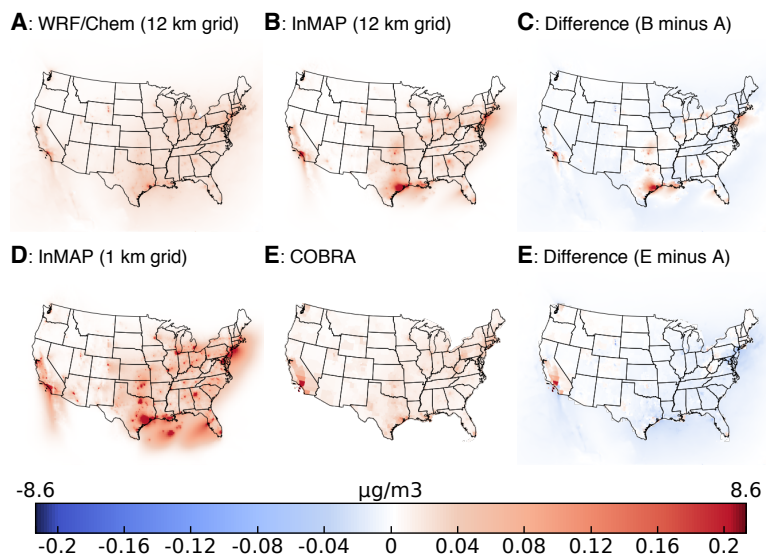 A: WRF/Chem (12 km grid)
B: InMAP (12 km grid)
C: Difference (B minus A)
D: InMAP (1 km grid)
E: COBRA
E: Difference (E minus A)
-8.6 µg/m3 8.6
-0.2 -0.16 -0.12 -0.08 -0.04 0 0.04 0.08 0.12 0.16 0.2